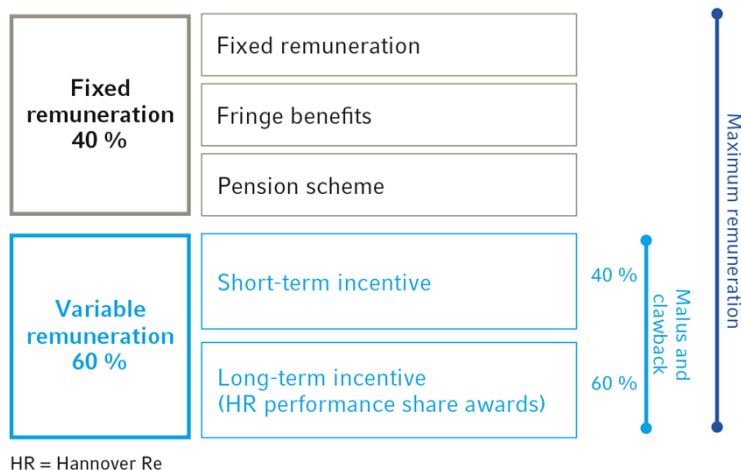 Fixed
remuneration
40 %
Fixed remuneration
Fringe benefits
Pension scheme
Variable
remuneration
60 %
Short-term incentive
Long-term incentive
(HR performance share awards)
40 %
60 %
Malus and
clawback
Maximum remuneration
HR = Hannover Re